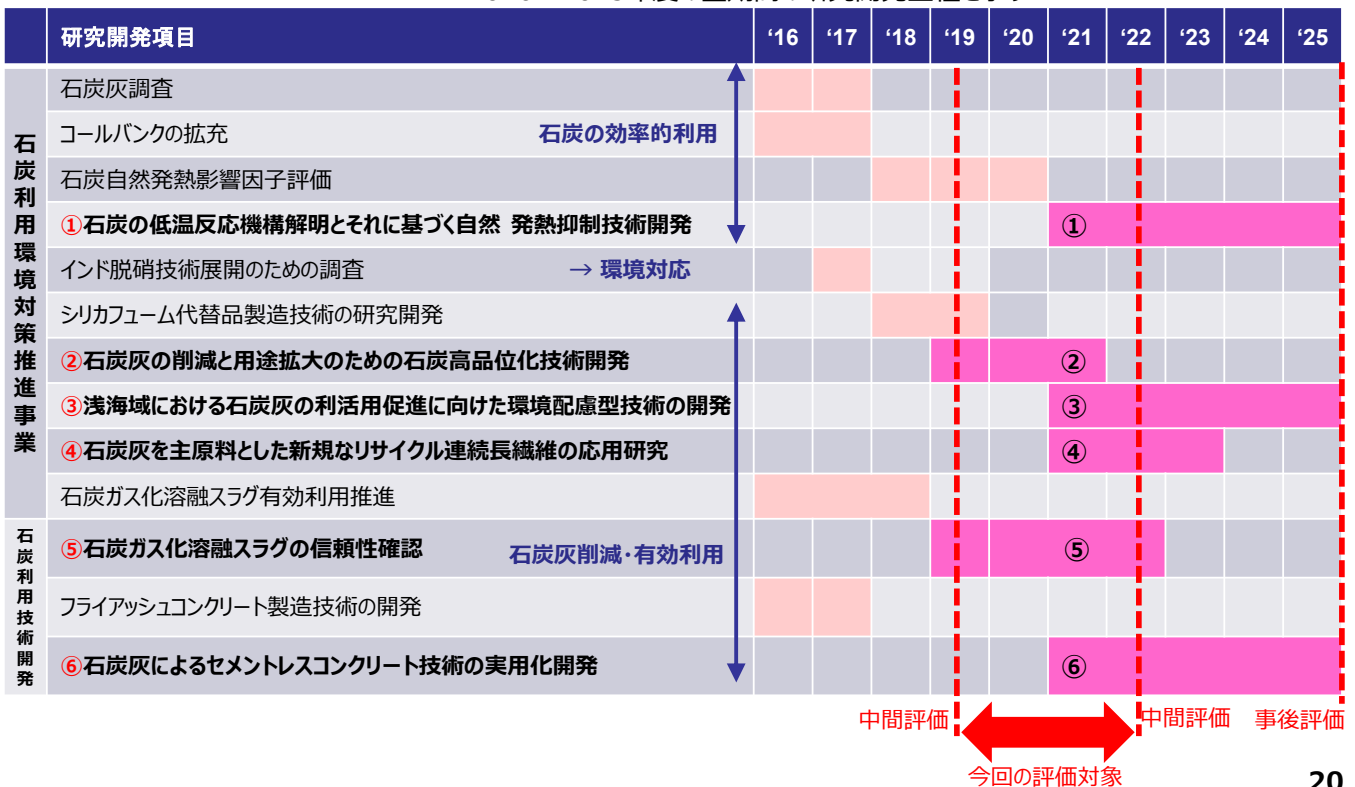 研究開発項目 '16 '17 '18 '19 '20 '21 '22 '23 '24 '25
石炭利用環境対策推進事業
石炭灰調査
コールバンクの拡充 石炭の効率的利用
石炭自然発熱影響因子評価
①石炭の低温反応機構解明とそれに基づく自然 発熱抑制技術開発 ①
インド脱硝技術展開のための調査 → 環境対応
シリカフューム代替品製造技術の研究開発
②石炭灰の削減と用途拡大のための石炭高品位化技術開発 ②
③浅海域における石炭灰の利活用促進に向けた環境配慮型技術の開発 ③
④石炭灰を主原料とした新規なリサイクル連続長繊維の応用研究 ④
石炭ガス化溶融スラグ有効利用推進
石炭利用技術開発
⑤石炭ガス化溶融スラグの信頼性確認 石炭灰削減・有効利用 ⑤
フライアッシュコンクリート製造技術の開発
⑥石炭灰によるセメントレスコンクリート技術の実用化開発 ⑥
中間評価 中間評価 事後評価
今回の評価対象
20